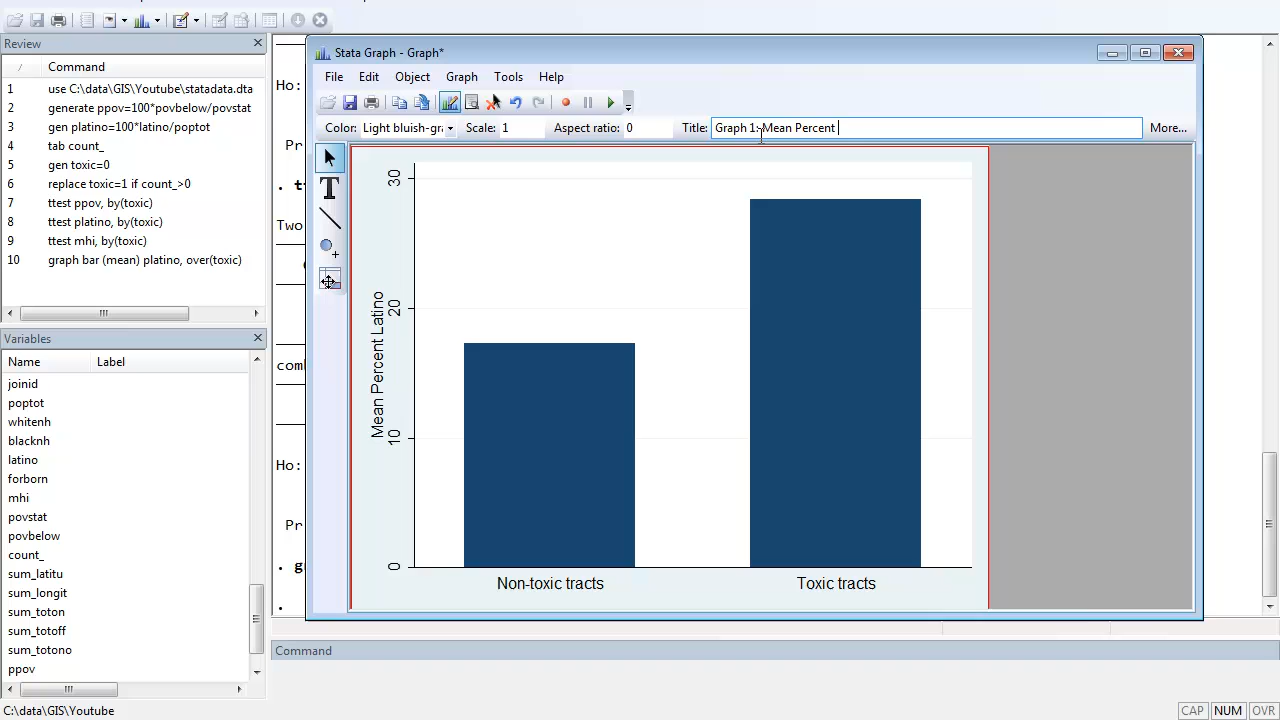 Review
/ Command
1 use C:\data\GIS\Youtube\statadata.dta
2 generate ppov=100*povbelow/povstat
3 gen platino=100*latino/poptot
4 tab count_
5 gen toxic=0
6 replace toxic=1 if count_>0
7 ttest ppov, by(toxic)
8 ttest platino, by(toxic)
9 ttest mhi, by(toxic)
10 graph bar (mean) platino, over(toxic)
Variables
Name Label
joinid
poptot
whitenh
blacknh
latino
forborn
mhi
povstat
povbelow
count_
sum_latitu
sum_longit
sum_toton
sum_totoff
sum_totono
ppov
C:\data\GIS\Youtube
Ho:
Pr
. t
Two
com
Ho:
Pr
. g
.
Stata Graph - Graph*
File Edit Object Graph Tools Help
Color: Light bluish-gr Scale: 1 Aspect ratio: 0 Title: Graph 1: Mean Percent More...
T
Mean Percent Latino
30
20
10
0
Non-toxic tracts Toxic tracts
Command
CAP NUM OVR